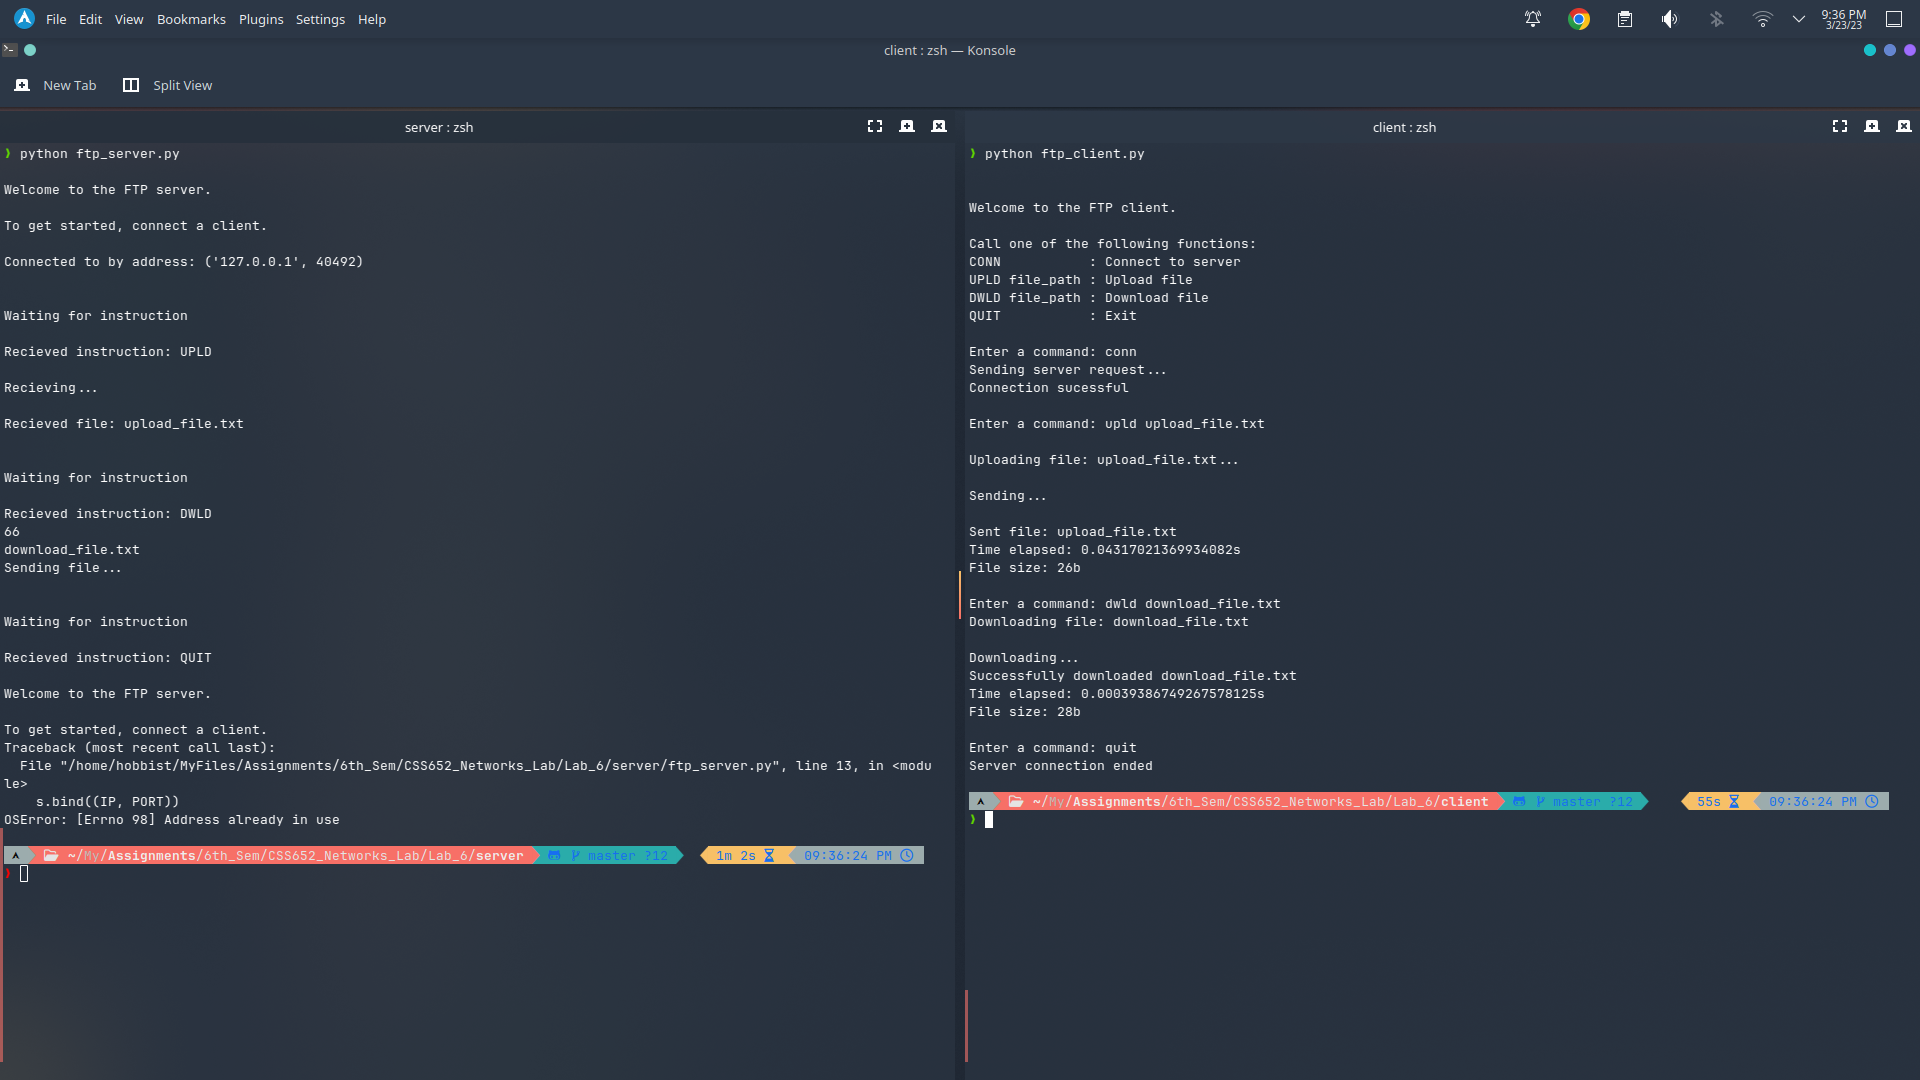 File Edit View Bookmarks Plugins Settings Help
9:36 PM
3/23/23
client : zsh — Konsole
New Tab Split View
server : zsh
❯ python ftp_server.py
Welcome to the FTP server.
To get started, connect a client.
Connected to by address: ('127.0.0.1', 40492)
Waiting for instruction
Recieved instruction: UPLD
Recieving...
Recieved file: upload_file.txt
Waiting for instruction
Recieved instruction: DWLD
66
download_file.txt
Sending file...
Waiting for instruction
Recieved instruction: QUIT
Welcome to the FTP server.
To get started, connect a client.
Traceback (most recent call last):
File "/home/hobbist/MyFiles/Assignments/6th_Sem/CSS652_Networks_Lab/Lab_6/server/ftp_server.py", line 13, in <modu
le>
s.bind((IP, PORT))
OSError: [Errno 98] Address already in use
~/My/Assignments/6th_Sem/CSS652_Networks_Lab/Lab_6/server master ?12 1m 2s 09:36:24 PM
❯
client : zsh
❯ python ftp_client.py
Welcome to the FTP client.
Call one of the following functions:
CONN : Connect to server
UPLD file_path : Upload file
DWLD file_path : Download file
QUIT : Exit
Enter a command: conn
Sending server request...
Connection sucessful
Enter a command: upld upload_file.txt
Uploading file: upload_file.txt...
Sending...
Sent file: upload_file.txt
Time elapsed: 0.04317021369934082s
File size: 26b
Enter a command: dwld download_file.txt
Downloading file: download_file.txt
Downloading...
Successfully downloaded download_file.txt
Time elapsed: 0.00039386749267578125s
File size: 28b
Enter a command: quit
Server connection ended
~/My/Assignments/6th_Sem/CSS652_Networks_Lab/Lab_6/client master ?12 55s 09:36:24 PM
❯